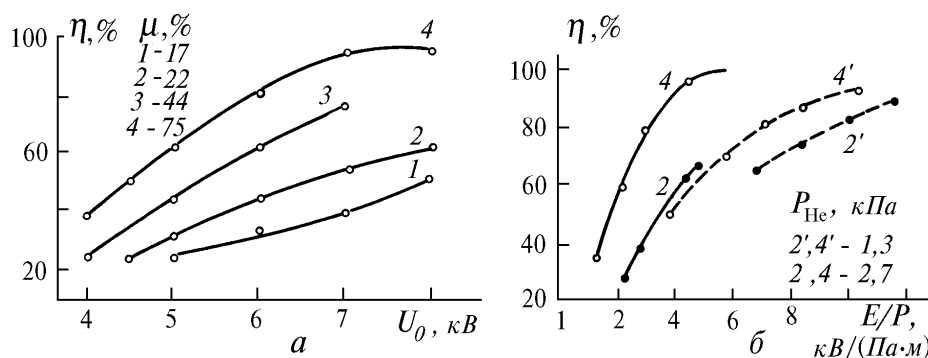 η, %
μ, %
1-17
2-22
3-44
4-75
100
60
20
4
3
2
1
4
5
6
7
U₀, кВ
а
η, %
100
80
60
40
20
4
4'
2
2'
P_He, кПа
2',4' - 1,3
2,4 - 2,7
1
2
4
6
8
E/P,
кВ/(Па·м)
б